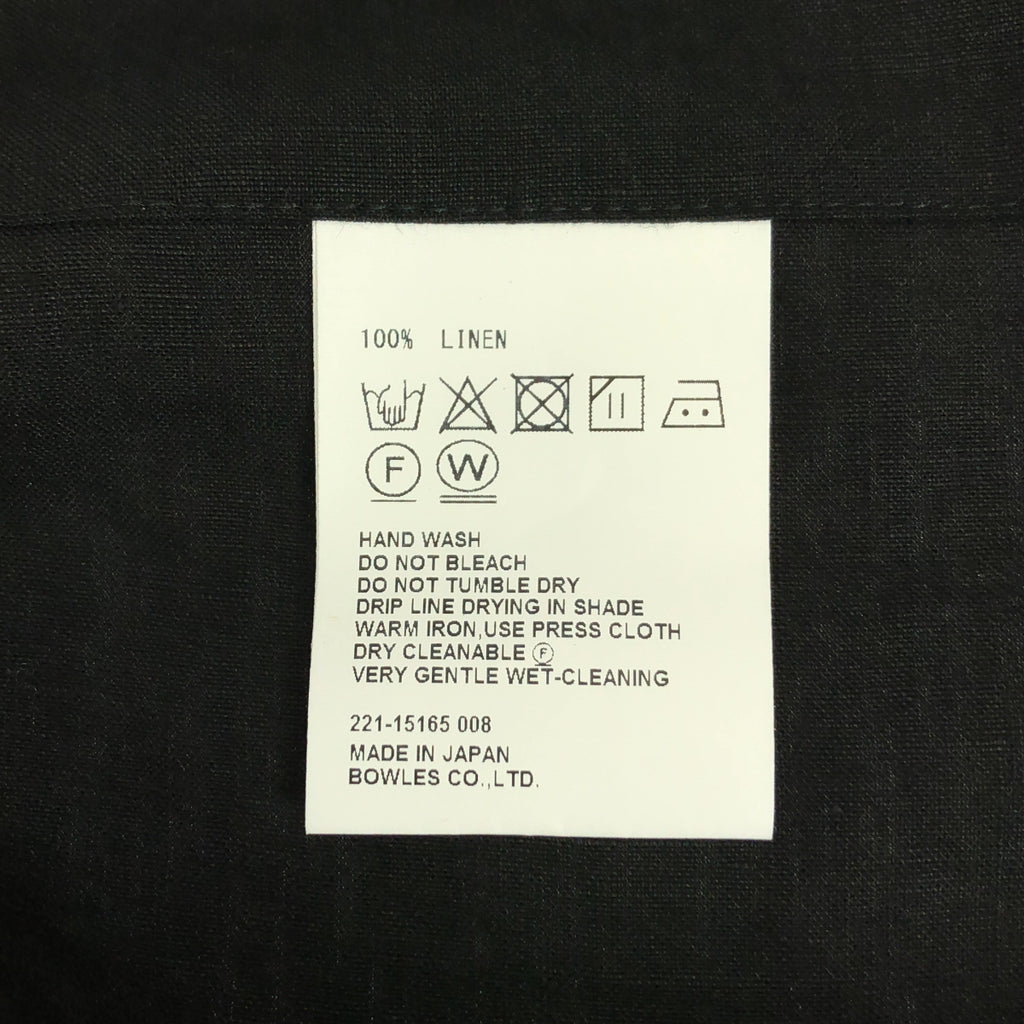 100% LINEN
F W
HAND WASH
DO NOT BLEACH
DO NOT TUMBLE DRY
DRIP LINE DRYING IN SHADE
WARM IRON,USE PRESS CLOTH
DRY CLEANABLE Ⓕ
VERY GENTLE WET-CLEANING
221-15165 008
MADE IN JAPAN
BOWLES CO.,LTD.